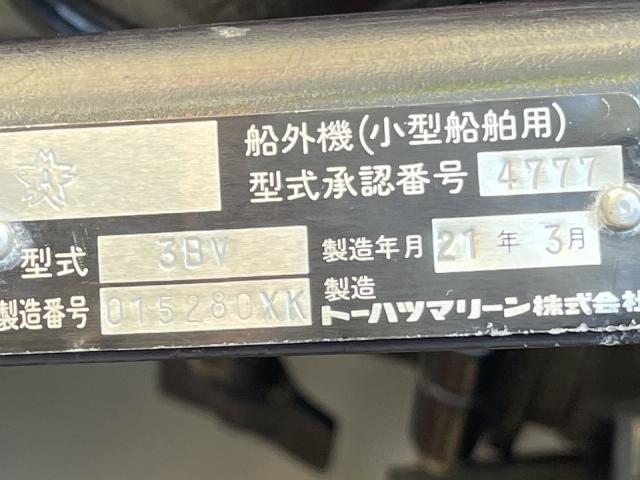 船外機(小型船舶用)
型式承認番号 4777
型式 3BV
製造年月 21年 3月
製造番号 015280XK
製造
トーハツマリーン株式会社